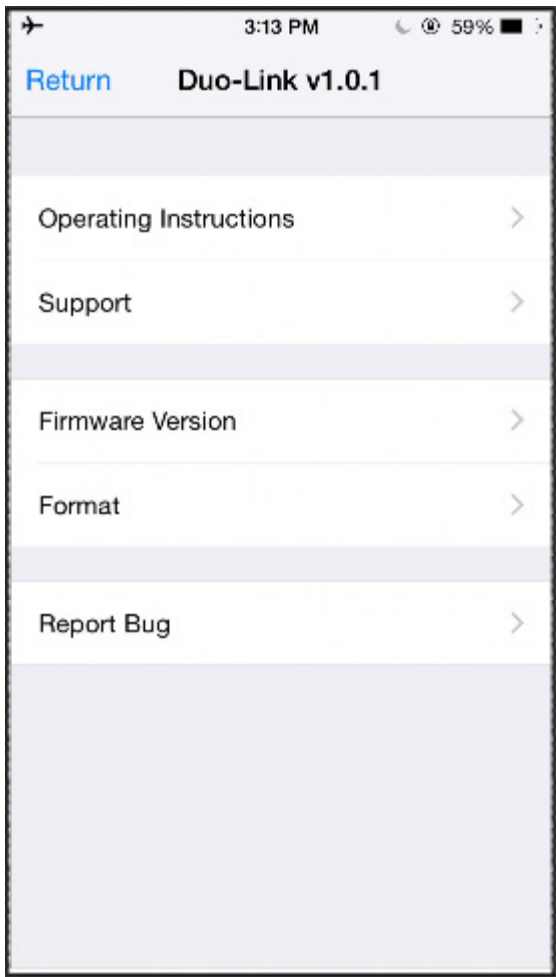 3:13 PM 59%
Return Duo-Link v1.0.1
Operating Instructions
Support
Firmware Version
Format
Report Bug